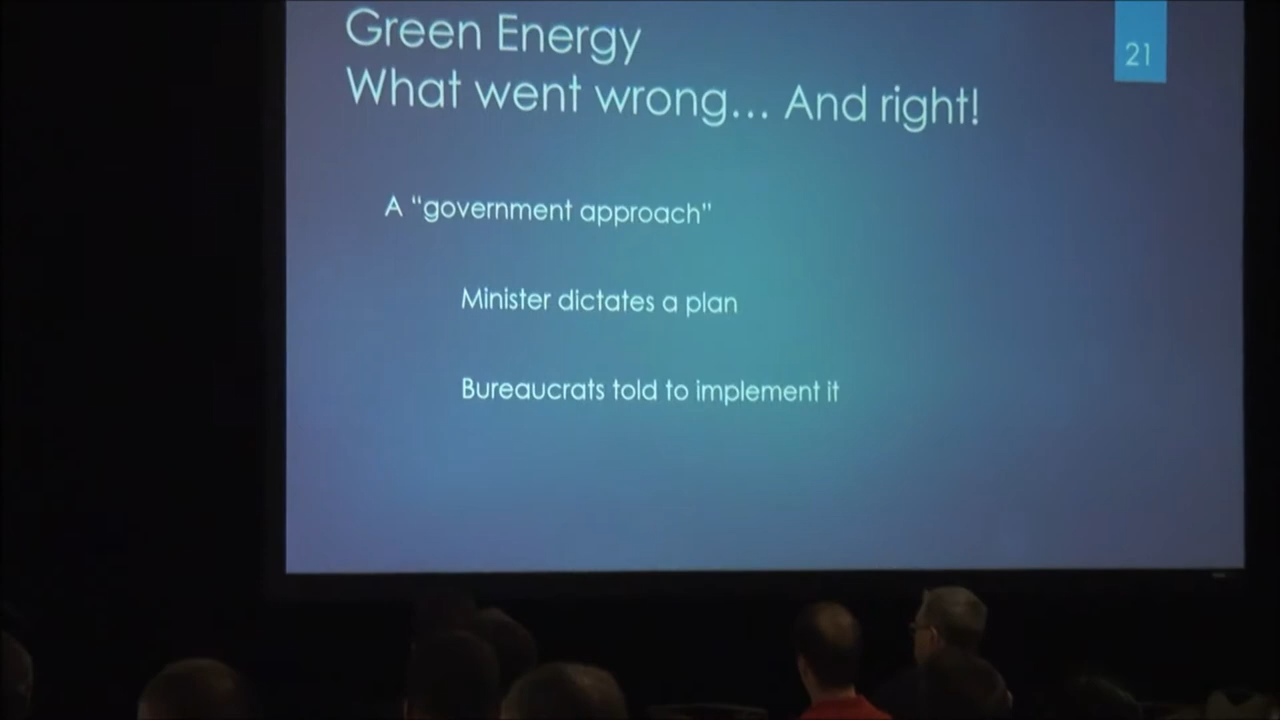 Green Energy
21
What went wrong... And right!
A “government approach”
Minister dictates a plan
Bureaucrats told to implement it